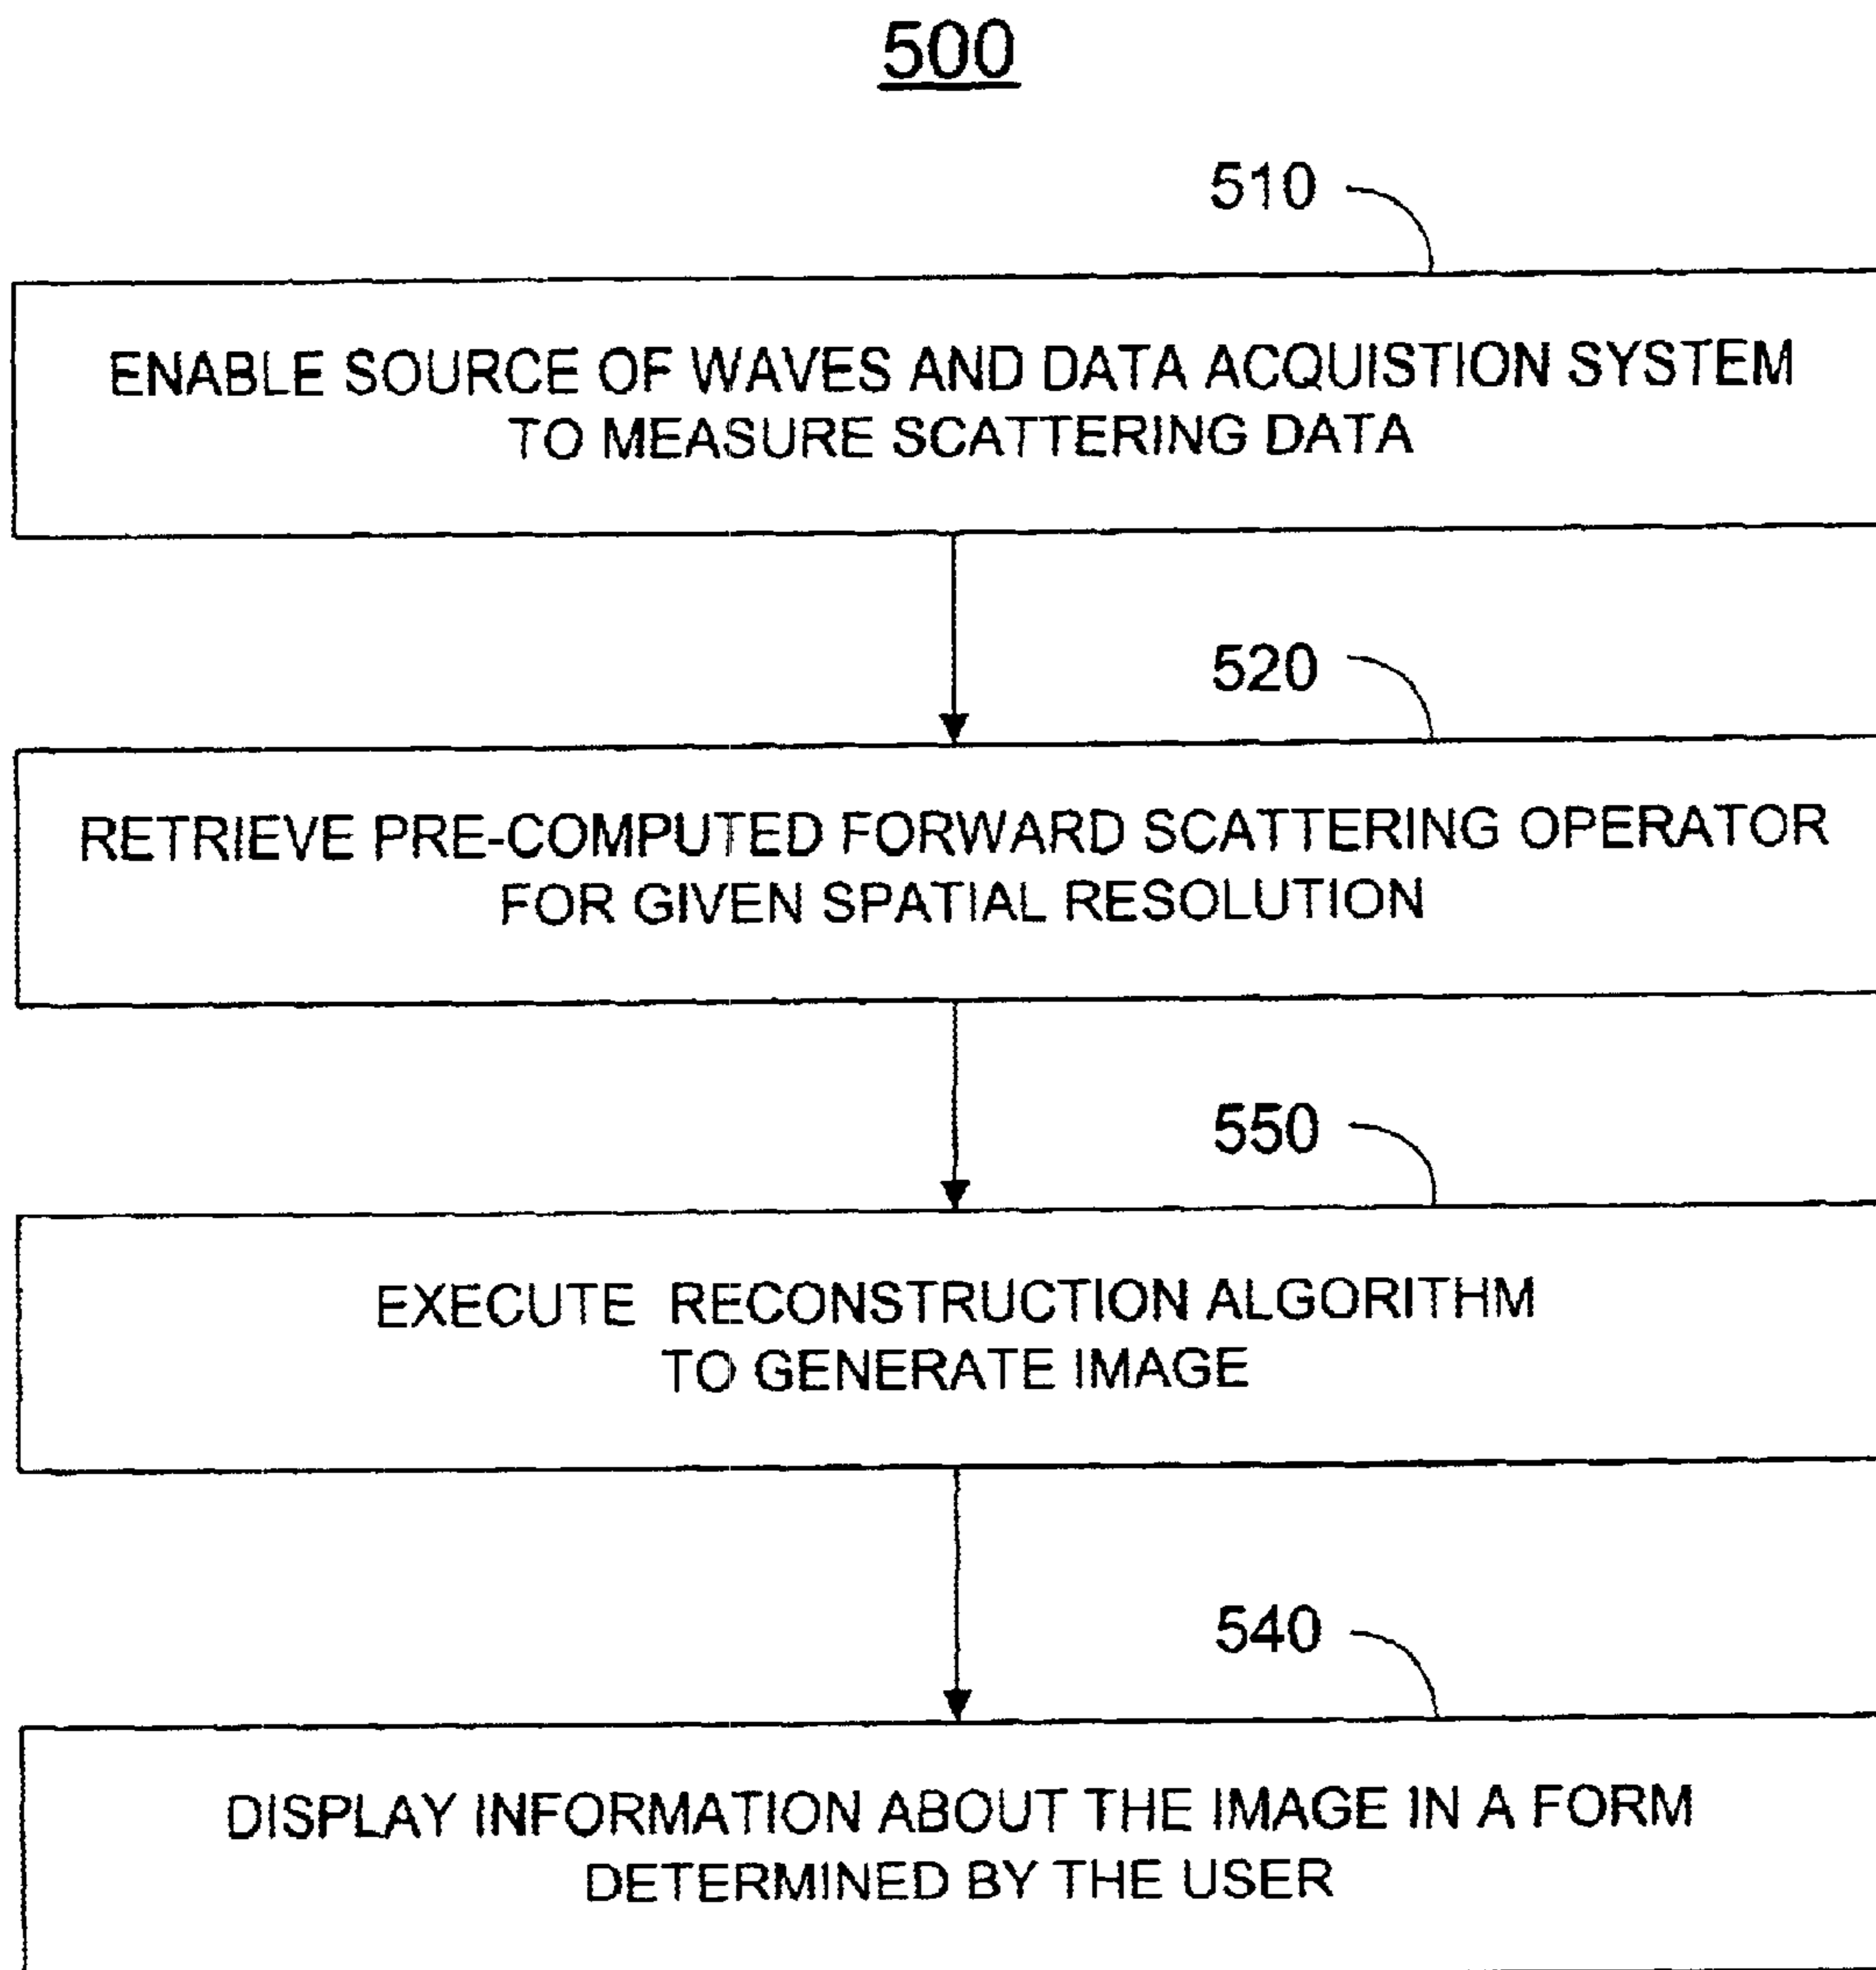 500
510
ENABLE SOURCE OF WAVES AND DATA ACQUISTION SYSTEM
TO MEASURE SCATTERING DATA
520
RETRIEVE PRE-COMPUTED FORWARD SCATTERING OPERATOR
FOR GIVEN SPATIAL RESOLUTION
550
EXECUTE RECONSTRUCTION ALGORITHM
TO GENERATE IMAGE
540
DISPLAY INFORMATION ABOUT THE IMAGE IN A FORM
DETERMINED BY THE USER